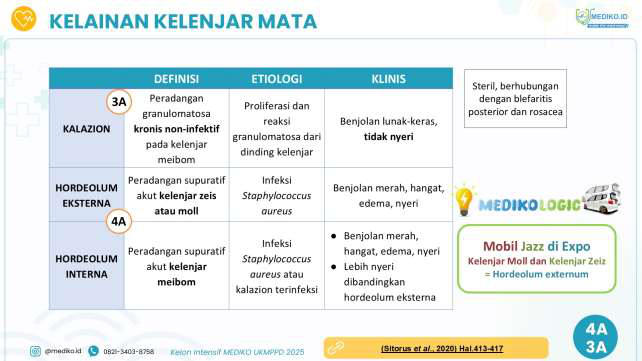 KELAINAN KELENJAR MATA
MEDIKO.ID
DEFINISI
ETIOLOGI
KLINIS
3A
KALAZION
Peradangan
granulomatosa
kronis non-infektif
pada kelenjar
meibom
Proliferasi dan
reaksi
granulomatosa dari
dinding kelenjar
Benjolan lunak-keras,
tidak nyeri
Steril, berhubungan
dengan blefaritis
posterior dan rosacea
HORDEOLUM
EKSTERNA
Peradangan supuratif
akut kelenjar zeis
atau moll
Infeksi
Staphylococcus
aureus
Benjolan merah, hangat,
edema, nyeri
4A
HORDEOLUM
INTERNA
Peradangan supuratif
akut kelenjar
meibom
Infeksi
Staphylococcus
aureus atau
kalazion terinfeksi
● Benjolan merah,
hangat, edema, nyeri
● Lebih nyeri
dibandingkan
hordeolum eksterna
MEDIKOLOGIC
Mobil Jazz di Expo
Kelenjar Moll dan Kelenjar Zeiz
= Hordeolum externum
4A
3A
@mediko.id
0821-3403-8758
Kelon Intensif MEDIKO UKMPPD 2025
(Sitorus et al., 2020) Hal.413-417